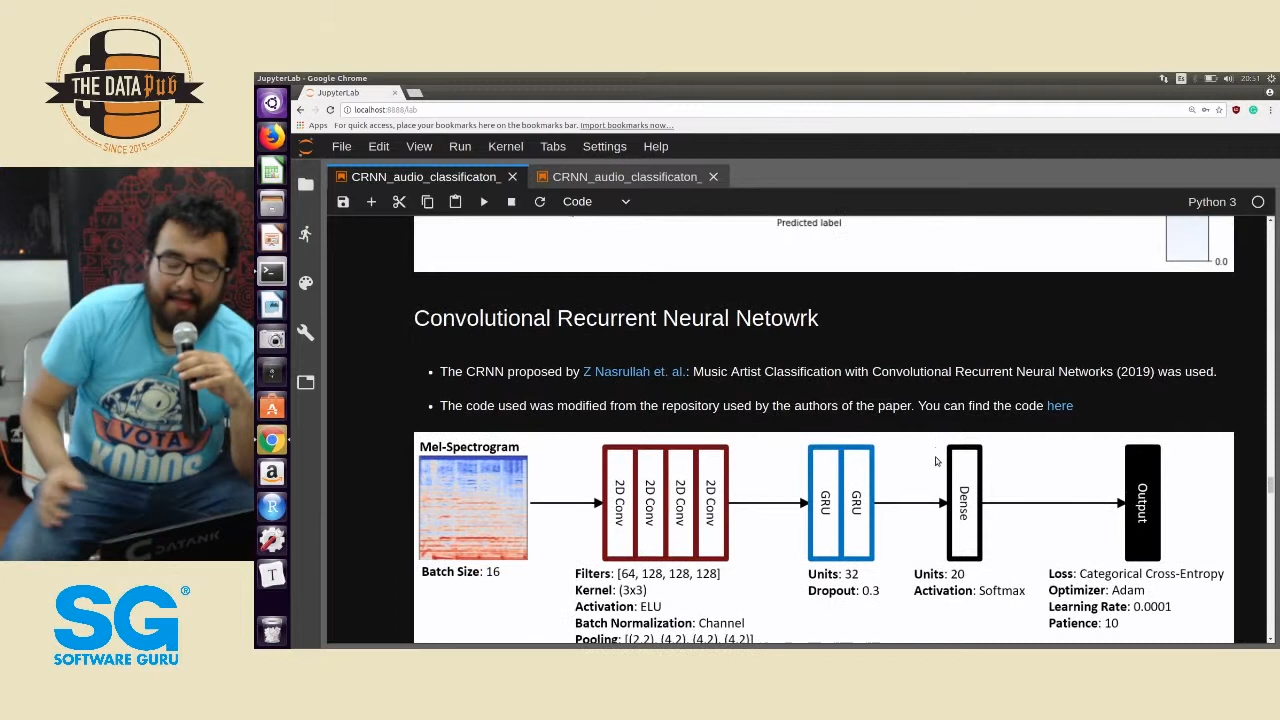 THE DATA Pub
SINCE 2015
JupyterLab - Google Chrome
Es
20:51
JupyterLab
localhost:8888/lab
Apps For quick access, place your bookmarks here on the bookmarks bar. Import bookmarks now...
File Edit View Run Kernel Tabs Settings Help
CRNN_audio_classificaton_
CRNN_audio_classificaton_
Code
Python 3
Predicted label
0.0
Convolutional Recurrent Neural Netowrk
• The CRNN proposed by Z Nasrullah et. al.: Music Artist Classification with Convolutional Recurrent Neural Networks (2019) was used.
• The code used was modified from the repository used by the authors of the paper. You can find the code here
Mel-Spectrogram
2D Conv
2D Conv
2D Conv
2D Conv
GRU
GRU
Dense
Output
Batch Size: 16
Filters: [64, 128, 128, 128]
Kernel: (3x3)
Activation: ELU
Batch Normalization: Channel
Pooling: [(2,2), (4,2), (4,2), (4,2)]
Units: 32
Dropout: 0.3
Units: 20
Activation: Softmax
Loss: Categorical Cross-Entropy
Optimizer: Adam
Learning Rate: 0.0001
Patience: 10
VOTA
KODOS
DATANK
SG®
SOFTWARE GURU